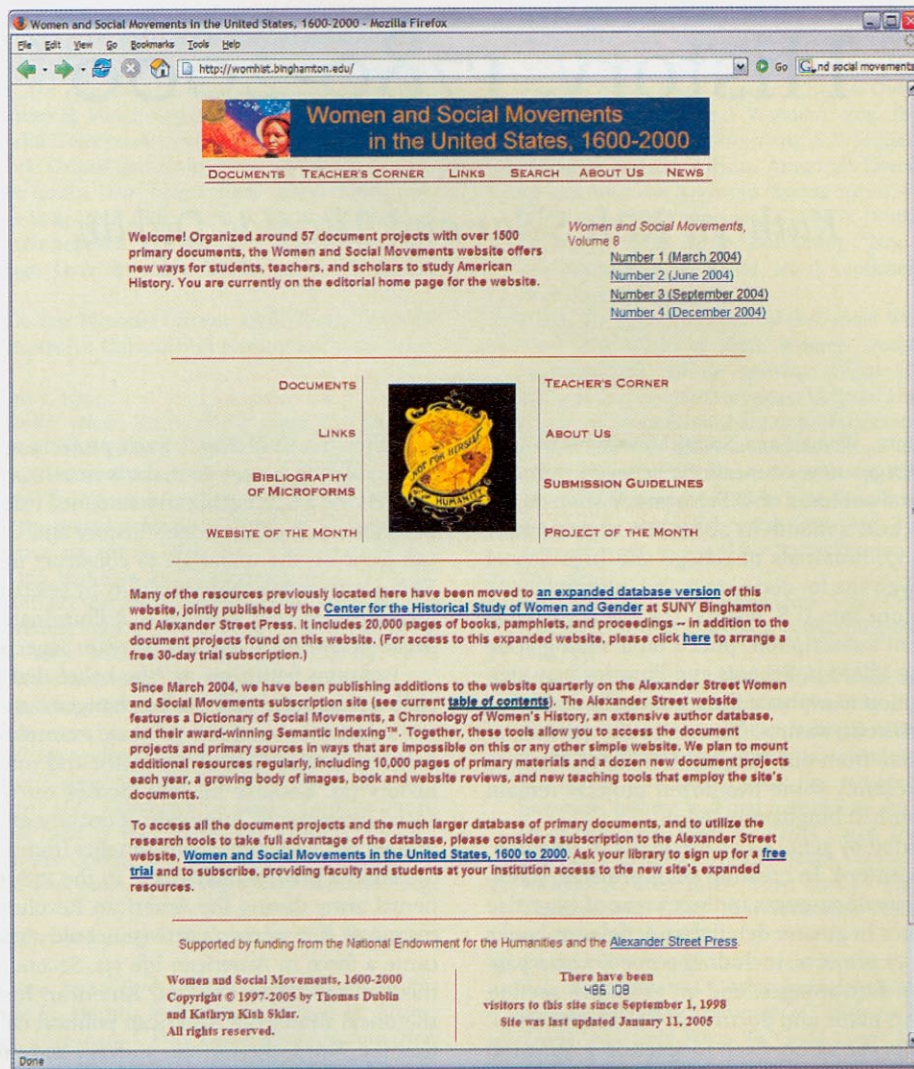 Women and Social Movements in the United States, 1600-2000 - Mozilla Firefox
File Edit View Go Bookmarks Tools Help
http://womhist.binghamton.edu/
Go
nd social movements
Women and Social Movements
in the United States, 1600-2000
DOCUMENTS TEACHER'S CORNER LINKS SEARCH ABOUT US NEWS
Welcome! Organized around 57 document projects with over 1500
primary documents, the Women and Social Movements website offers
new ways for students, teachers, and scholars to study American
History. You are currently on the editorial home page for the website.
Women and Social Movements,
Volume 8
Number 1 (March 2004)
Number 2 (June 2004)
Number 3 (September 2004)
Number 4 (December 2004)
DOCUMENTS
LINKS
BIBLIOGRAPHY
OF MICROFORMS
WEBSITE OF THE MONTH
NOT FOR HERSELF
HUMANITY
TEACHER'S CORNER
ABOUT US
SUBMISSION GUIDELINES
PROJECT OF THE MONTH
Many of the resources previously located here have been moved to an expanded database version of this
website, jointly published by the Center for the Historical Study of Women and Gender at SUNY Binghamton
and Alexander Street Press. It includes 20,000 pages of books, pamphlets, and proceedings -- in addition to the
document projects found on this website. (For access to this expanded website, please click here to arrange a
free 30-day trial subscription.)
Since March 2004, we have been publishing additions to the website quarterly on the Alexander Street Women
and Social Movements subscription site (see current table of contents). The Alexander Street website
features a Dictionary of Social Movements, a Chronology of Women's History, an extensive author database,
and their award-winning Semantic Indexing™. Together, these tools allow you to access the document
projects and primary sources in ways that are impossible on this or any other simple website. We plan to mount
additional resources regularly, including 10,000 pages of primary materials and a dozen new document projects
each year, a growing body of images, book and website reviews, and new teaching tools that employ the site's
documents.
To access all the document projects and the much larger database of primary documents, and to utilize the
research tools to take full advantage of the database, please consider a subscription to the Alexander Street
website, Women and Social Movements in the United States, 1600 to 2000. Ask your library to sign up for a free
trial and to subscribe, providing faculty and students at your institution access to the new site's expanded
resources.
Supported by funding from the National Endowment for the Humanities and the Alexander Street Press.
Women and Social Movements, 1600-2000
Copyright © 1997-2005 by Thomas Dublin
and Kathryn Kish Sklar.
All rights reserved.
There have been
486 108
visitors to this site since September 1, 1998
Site was last updated January 11, 2005
Done